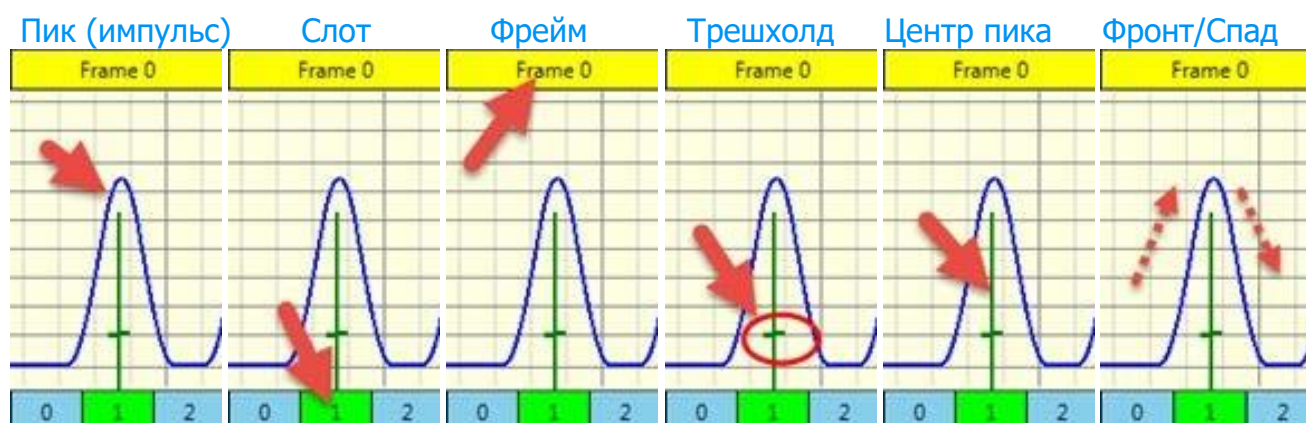 Пик (импульс) Слот Фрейм Трешхолд Центр пика Фронт/Спад
Frame 0 Frame 0 Frame 0 Frame 0 Frame 0 Frame 0
0 1 2 0 1 2 0 1 2 0 1 2 0 1 2 0 1 2